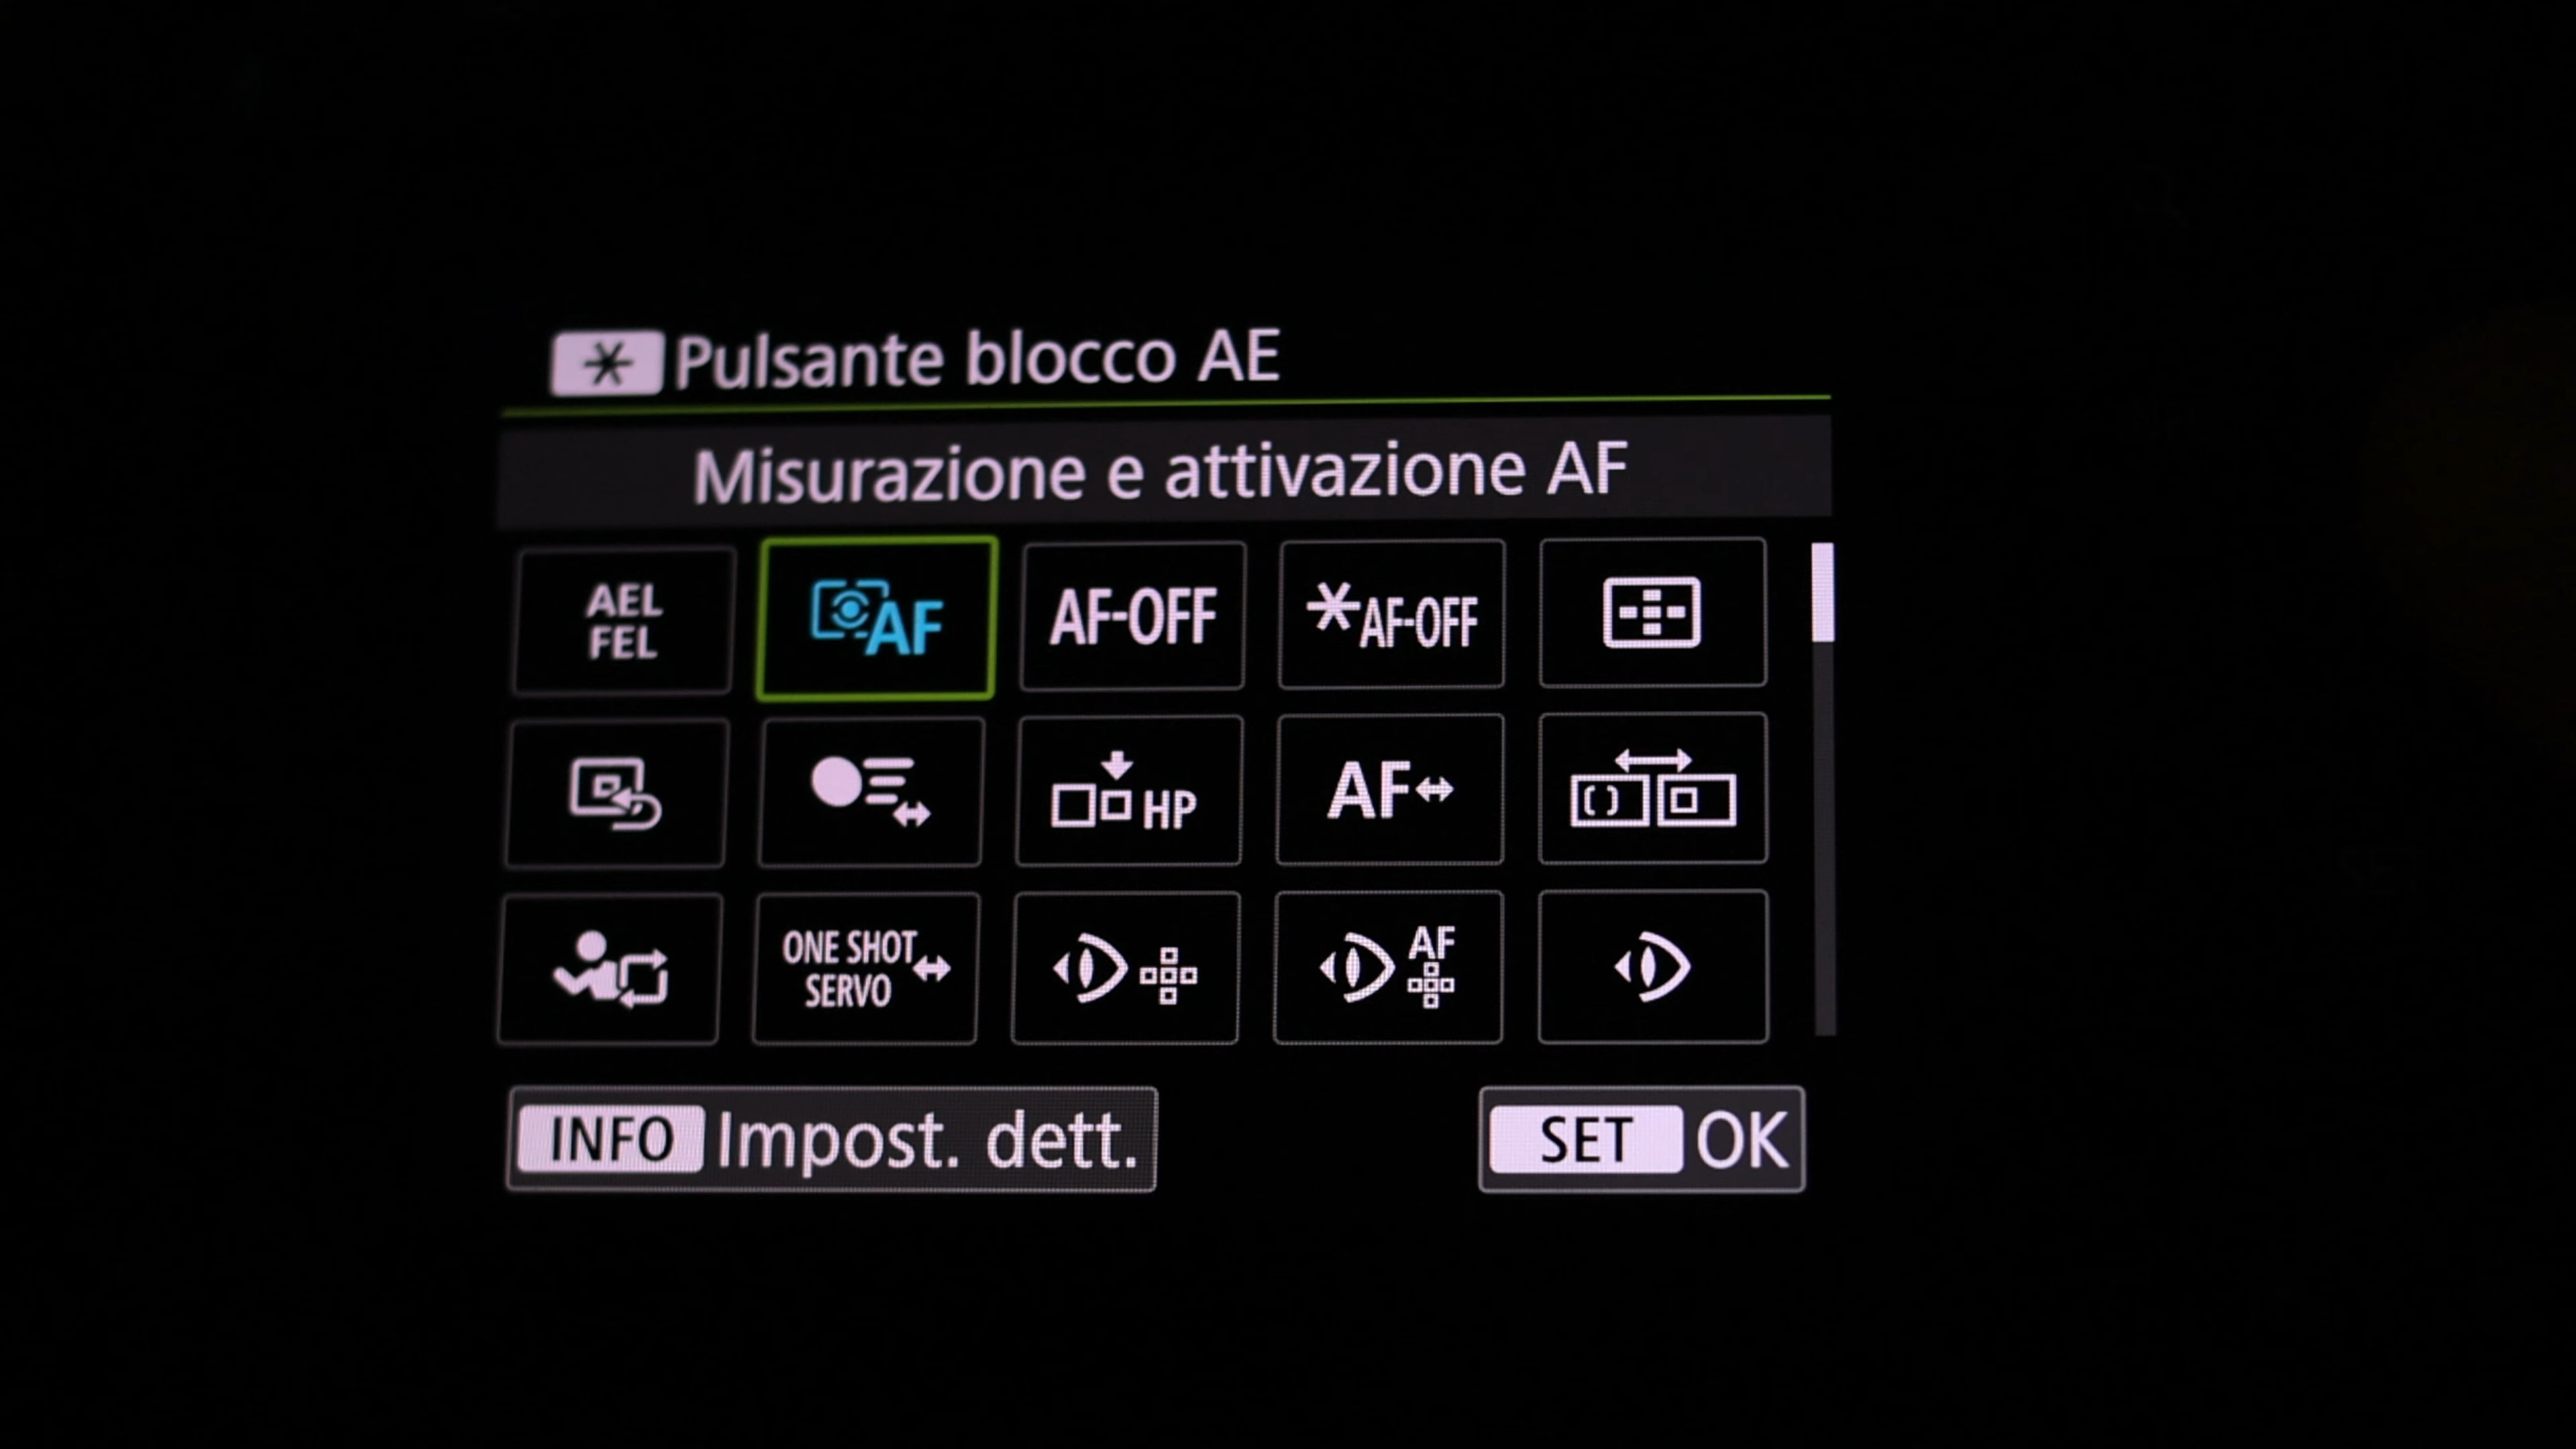 * Pulsante blocco AE
Misurazione e attivazione AF
AEL FEL
AF
AF-OFF
*AF-OFF
HP
AF
ONE SHOT SERVO
AF
INFO Impost. dett.
SET OK